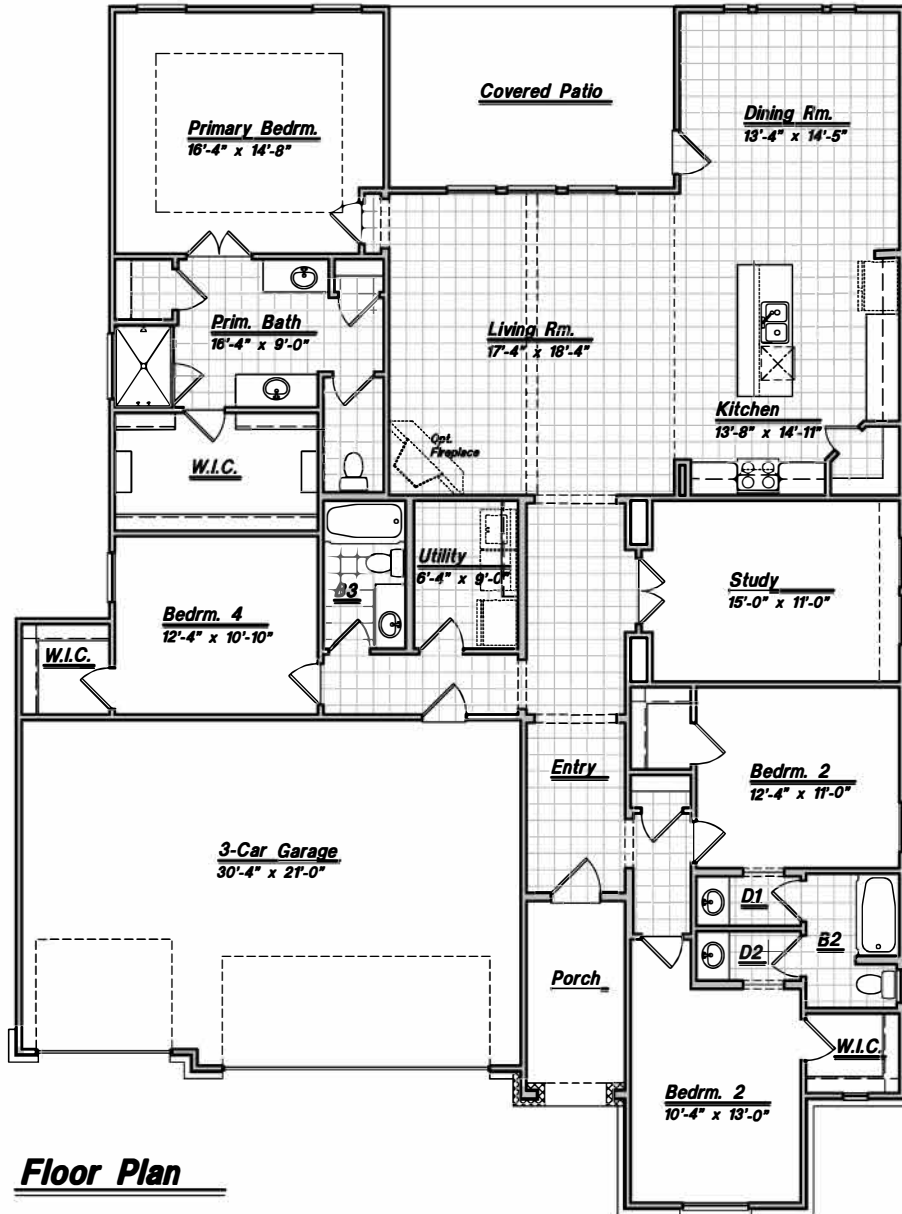 Covered Patio
Primary Bedrm.
16'-4" x 14'-8"
Dining Rm.
13'-4" x 14'-5"
Prim. Bath
16'-4" x 9'-0"
Living Rm.
17'-4" x 18'-4"
Kitchen
13'-8" x 14'-11"
Opt.
Fireplace
W.I.C.
Utility
6'-4" x 9'-0"
B3
Study
15'-0" x 11'-0"
Bedrm. 4
12'-4" x 10'-10"
W.I.C.
Entry
Bedrm. 2
12'-4" x 11'-0"
3-Car Garage
30'-4" x 21'-0"
D1
B2
D2
Porch
W.I.C.
Bedrm. 2
10'-4" x 13'-0"
Floor Plan